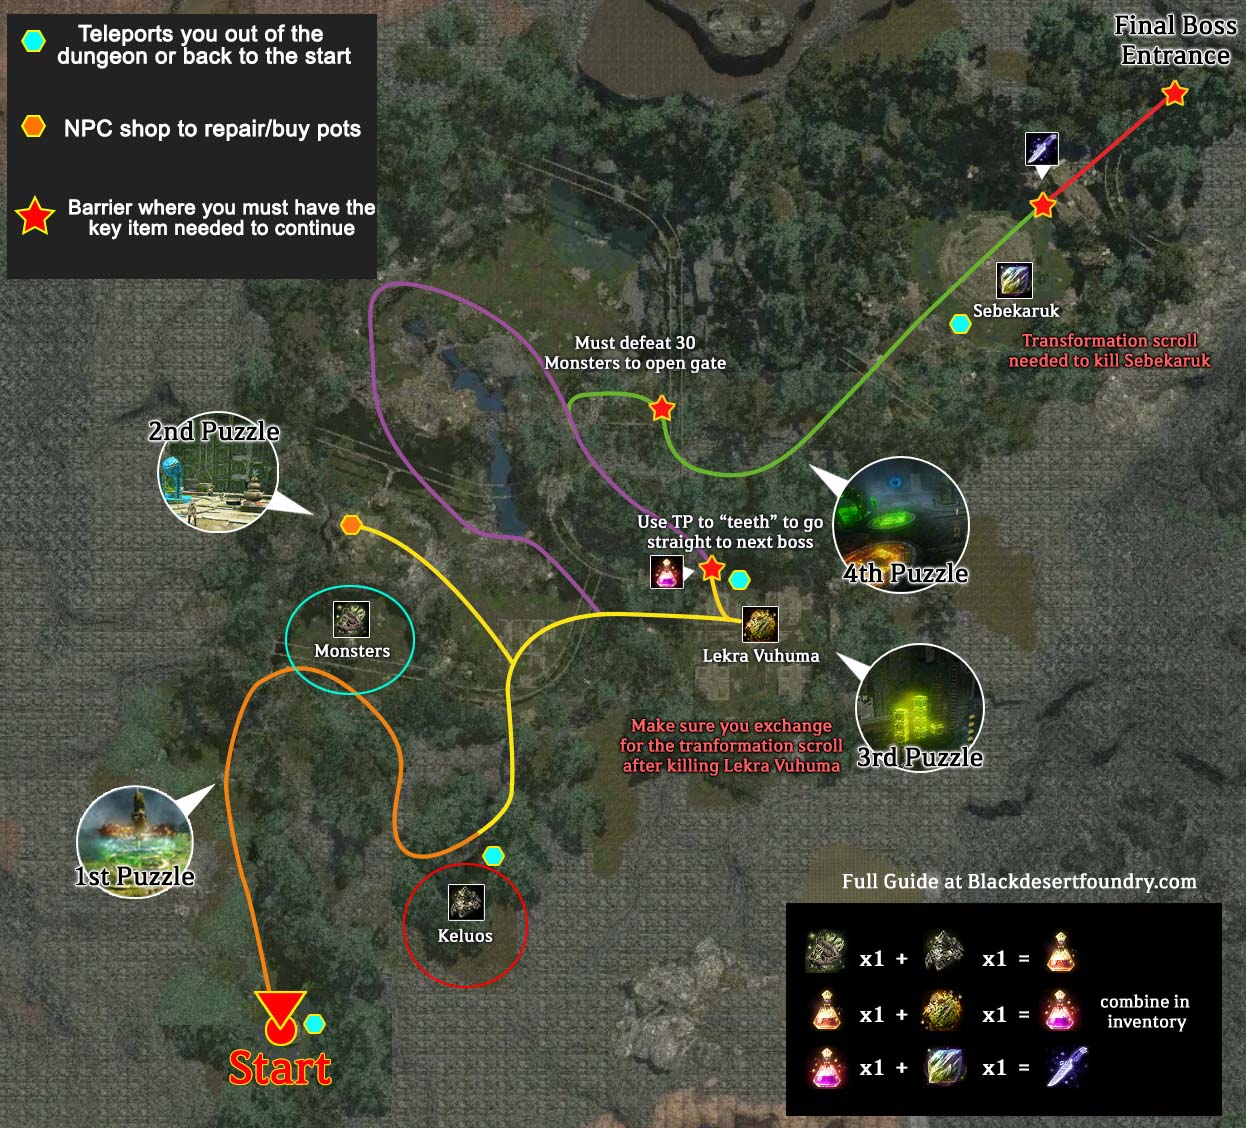 Teleports you out of the
dungeon or back to the start
NPC shop to repair/buy pots
Barrier where you must have the
key item needed to continue
Final Boss
Entrance
Sebekaruk
Transformation scroll
needed to kill Sebekaruk
Must defeat 30
Monsters to open gate
2nd Puzzle
Use TP to “teeth” to go
straight to next boss
4th Puzzle
Monsters
Lekra Vuhuma
Make sure you exchange
for the tranformation scroll
after killing Lekra Vuhuma
3rd Puzzle
1st Puzzle
Keluos
Start
Full Guide at Blackdesertfoundry.com
x1 + x1 =
x1 + x1 =
combine in
inventory
x1 + x1 =